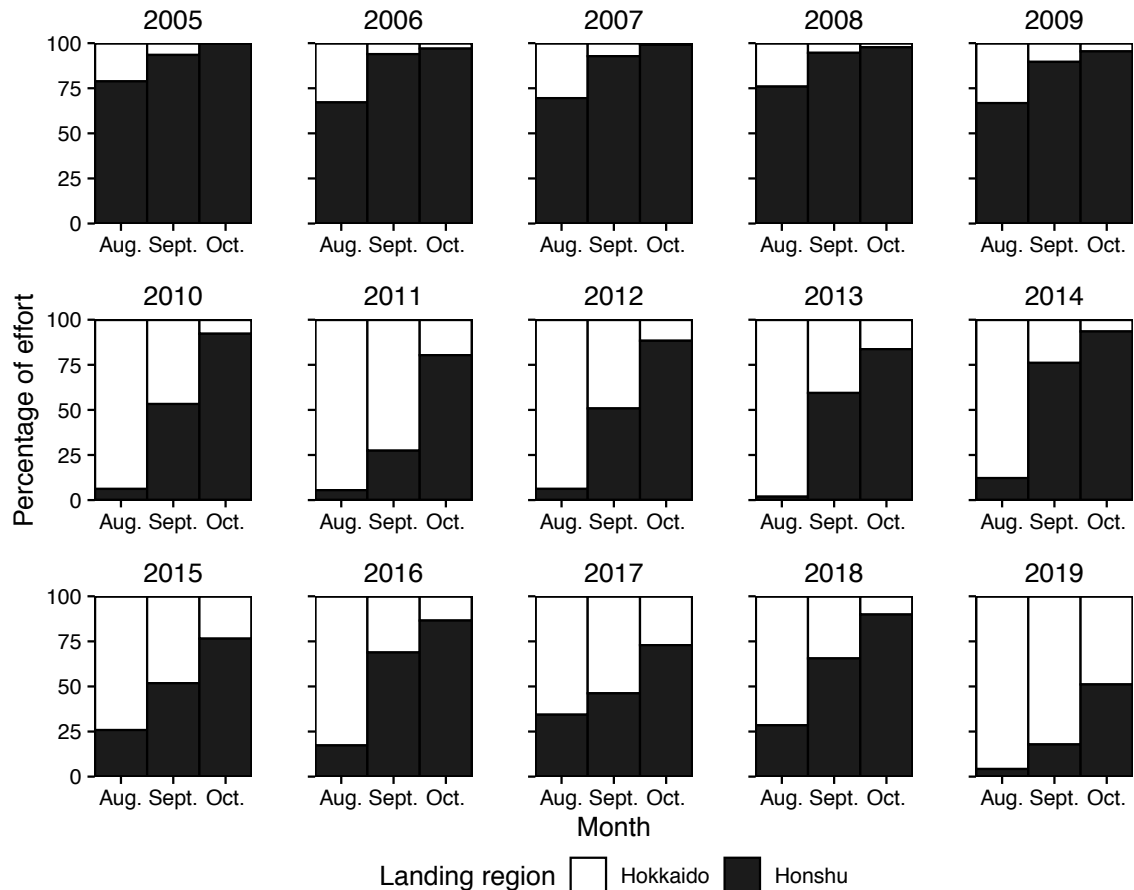 2005 2006 2007 2008 2009
100
75
50
25
0
Aug. Sept. Oct. Aug. Sept. Oct. Aug. Sept. Oct. Aug. Sept. Oct. Aug. Sept. Oct.
Percentage of effort
2010 2011 2012 2013 2014
100
75
50
25
0
Aug. Sept. Oct. Aug. Sept. Oct. Aug. Sept. Oct. Aug. Sept. Oct. Aug. Sept. Oct.
2015 2016 2017 2018 2019
100
75
50
25
0
Aug. Sept. Oct. Aug. Sept. Oct. Aug. Sept. Oct. Aug. Sept. Oct. Aug. Sept. Oct.
Month
Landing region Hokkaido Honshu